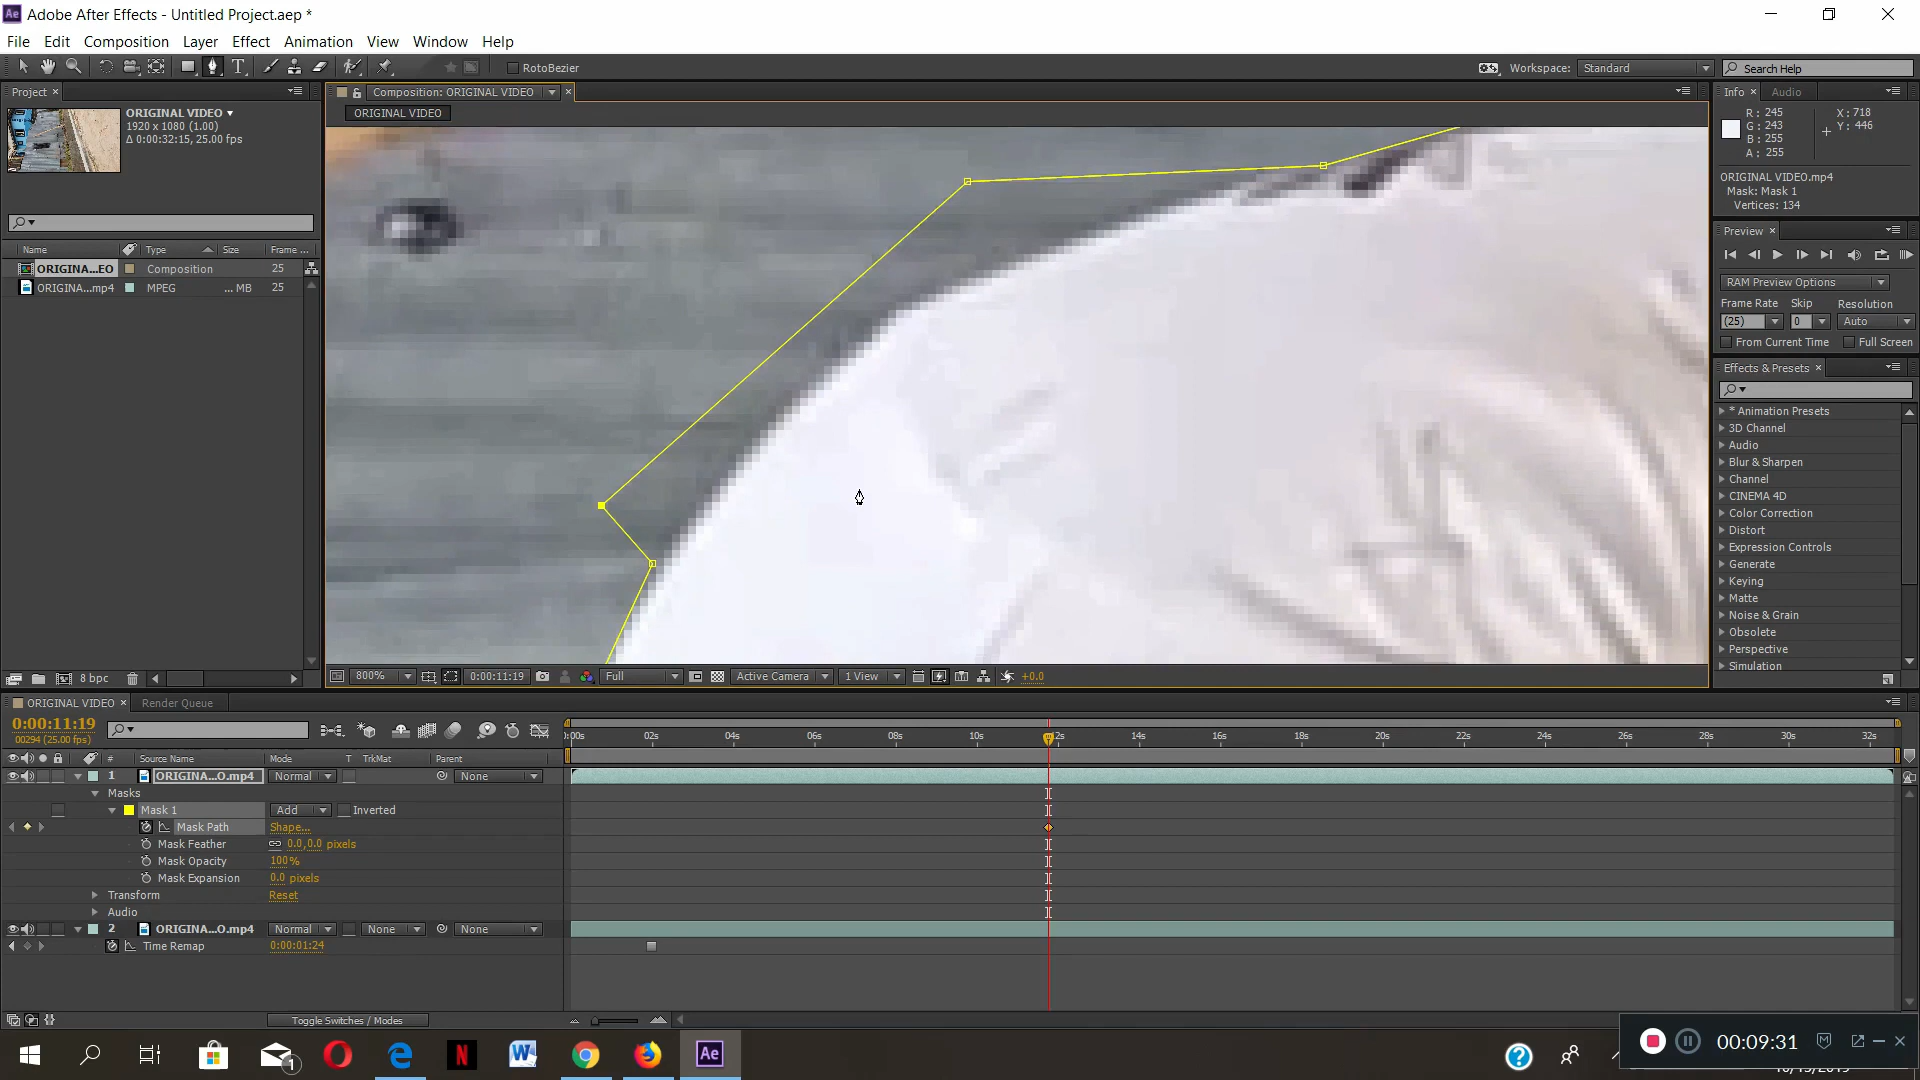 Adobe After Effects - Untitled Project.aep *
File Edit Composition Layer Effect Animation View Window Help
RotoBezier
Workspace: Standard
Search Help
Project
ORIGINAL VIDEO
1920 x 1080 (1.00)
Δ 0:00:32:15, 25.00 fps
Name Type Size Frame ...
ORIGINA...EO Composition 25
ORIGINA...mp4 MPEG ... MB 25
8 bpc
Composition: ORIGINAL VIDEO
ORIGINAL VIDEO
800% 0:00:11:19 Full Active Camera 1 View +0.0
Info Audio
R: 245 X: 718
G: 243 Y: 446
B: 255
A: 255
ORIGINAL VIDEO.mp4
Mask: Mask 1
Vertices: 134
Preview
RAM Preview Options
Frame Rate Skip Resolution
(25) 0 Auto
From Current Time Full Screen
Effects & Presets
* Animation Presets
3D Channel
Audio
Blur & Sharpen
Channel
CINEMA 4D
Color Correction
Distort
Expression Controls
Generate
Keying
Matte
Noise & Grain
Obsolete
Perspective
Simulation
ORIGINAL VIDEO Render Queue
0:00:11:19
00294 (25.00 fps)
02s 04s 06s 08s 10s 12s 14s 16s 18s 20s 22s 24s 26s 28s 30s 32s
# Source Name Mode T TrkMat Parent
1 ORIGINA...O.mp4 Normal None
Masks
Mask 1 Add Inverted
Mask Path Shape...
Mask Feather 0.0,0.0 pixels
Mask Opacity 100%
Mask Expansion 0.0 pixels
Transform Reset
Audio
2 ORIGINA...O.mp4 Normal None None
Time Remap 0:00:01:24
Toggle Switches / Modes
00:09:31